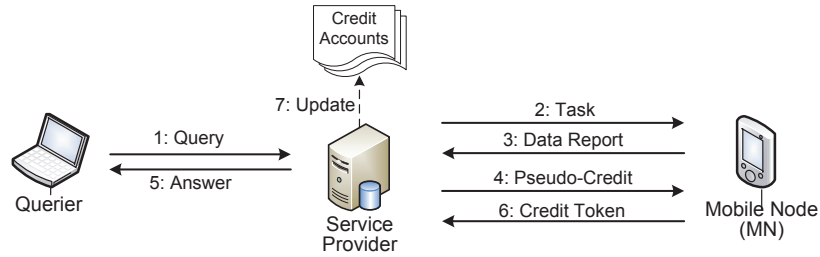 Credit
Accounts
7: Update
1: Query
5: Answer
2: Task
3: Data Report
4: Pseudo-Credit
6: Credit Token
Querier
Service
Provider
Mobile Node
(MN)